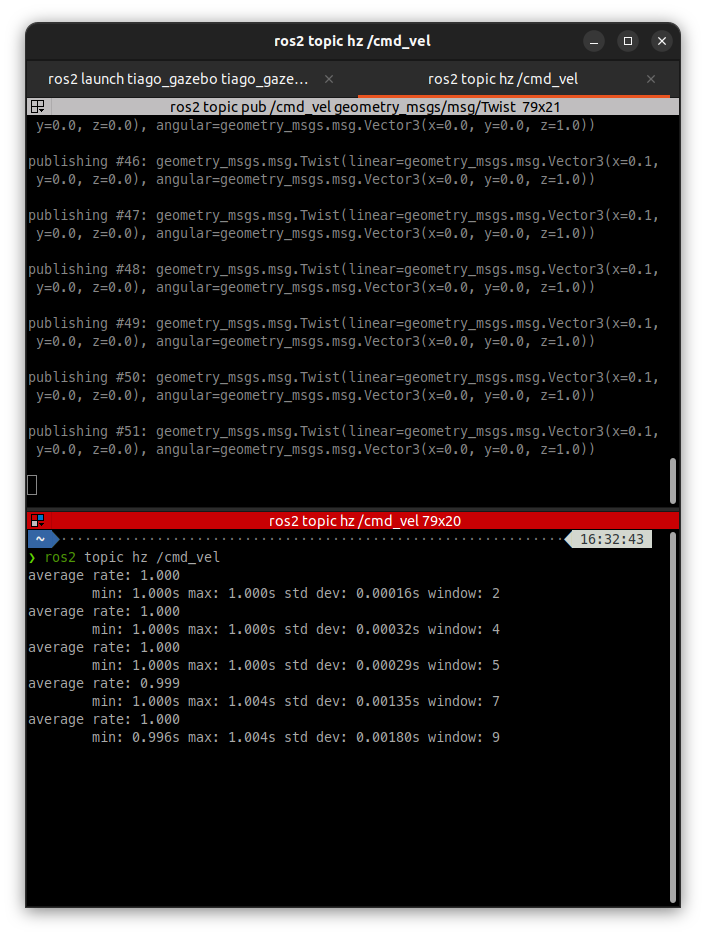 ros2 topic hz /cmd_vel
ros2 launch tiago_gazebo tiago_gaze...
ros2 topic hz /cmd_vel
ros2 topic pub /cmd_vel geometry_msgs/msg/Twist 79x21
y=0.0, z=0.0), angular=geometry_msgs.msg.Vector3(x=0.0, y=0.0, z=1.0))
publishing #46: geometry_msgs.msg.Twist(linear=geometry_msgs.msg.Vector3(x=0.1,
y=0.0, z=0.0), angular=geometry_msgs.msg.Vector3(x=0.0, y=0.0, z=1.0))
publishing #47: geometry_msgs.msg.Twist(linear=geometry_msgs.msg.Vector3(x=0.1,
y=0.0, z=0.0), angular=geometry_msgs.msg.Vector3(x=0.0, y=0.0, z=1.0))
publishing #48: geometry_msgs.msg.Twist(linear=geometry_msgs.msg.Vector3(x=0.1,
y=0.0, z=0.0), angular=geometry_msgs.msg.Vector3(x=0.0, y=0.0, z=1.0))
publishing #49: geometry_msgs.msg.Twist(linear=geometry_msgs.msg.Vector3(x=0.1,
y=0.0, z=0.0), angular=geometry_msgs.msg.Vector3(x=0.0, y=0.0, z=1.0))
publishing #50: geometry_msgs.msg.Twist(linear=geometry_msgs.msg.Vector3(x=0.1,
y=0.0, z=0.0), angular=geometry_msgs.msg.Vector3(x=0.0, y=0.0, z=1.0))
publishing #51: geometry_msgs.msg.Twist(linear=geometry_msgs.msg.Vector3(x=0.1,
y=0.0, z=0.0), angular=geometry_msgs.msg.Vector3(x=0.0, y=0.0, z=1.0))
ros2 topic hz /cmd_vel 79x20
~ 16:32:43
❯ ros2 topic hz /cmd_vel
average rate: 1.000
min: 1.000s max: 1.000s std dev: 0.00016s window: 2
average rate: 1.000
min: 1.000s max: 1.000s std dev: 0.00032s window: 4
average rate: 1.000
min: 1.000s max: 1.000s std dev: 0.00029s window: 5
average rate: 0.999
min: 1.000s max: 1.004s std dev: 0.00135s window: 7
average rate: 1.000
min: 0.996s max: 1.004s std dev: 0.00180s window: 9